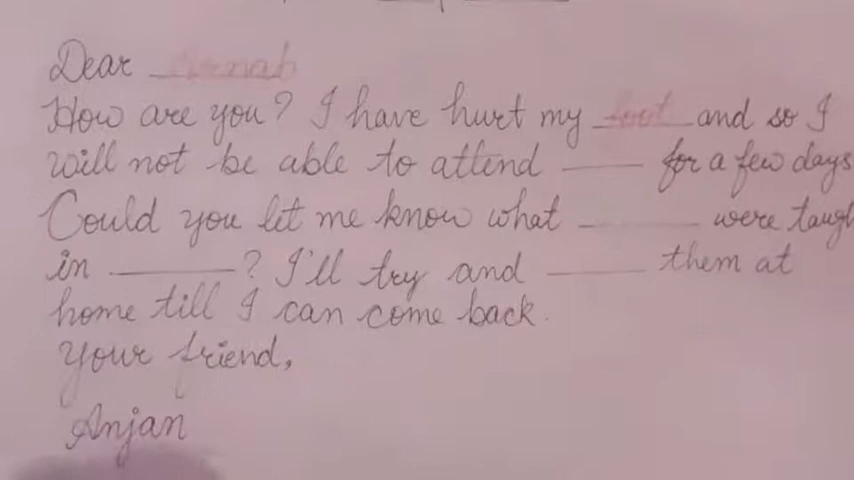 Dear Arnab
How are you? I have hurt my foot and so I
will not be able to attend ____ for a few days
Could you let me know what ____ were taugh
in ____? I'll try and ____ them at
home till I can come back.
Your friend,
Anjan